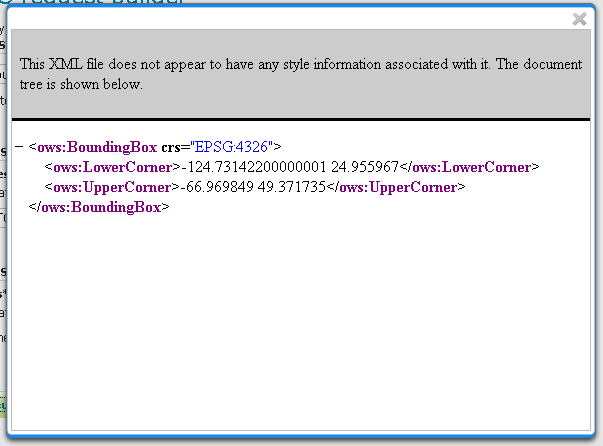 request builder
This XML file does not appear to have any style information associated with it. The document
tree is shown below.
− <ows:BoundingBox crs="EPSG:4326">
<ows:LowerCorner>-124.73142200000001 24.955967</ows:LowerCorner>
<ows:UpperCorner>-66.969849 49.371735</ows:UpperCorner>
</ows:BoundingBox>